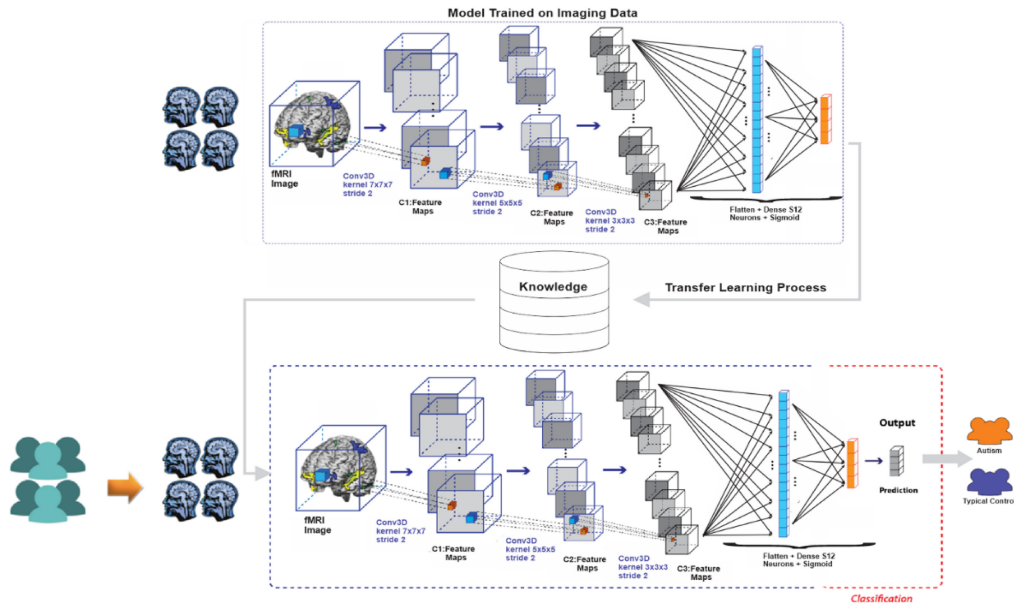 Model Trained on Imaging Data
fMRI
Image
Conv3D
kernel 7x7x7
stride 2
C1:Feature
Maps
Conv3D
kernel 5x5x5
stride 2
C2:Feature
Maps
Conv3D
kernel 3x3x3
stride 2
C3:Feature
Maps
Flatten + Dense S12
Neurons + Sigmoid
Knowledge
Transfer Learning Process
fMRI
Image
Conv3D
kernel 7x7x7
stride 2
C1:Feature
Maps
Conv3D
kernel 5x5x5
stride 2
C2:Feature
Maps
Conv3D
kernel 3x3x3
stride 2
C3:Feature
Maps
Flatten + Dense S12
Neurons + Sigmoid
Output
Prediction
Autism
Typical Contro
Classification